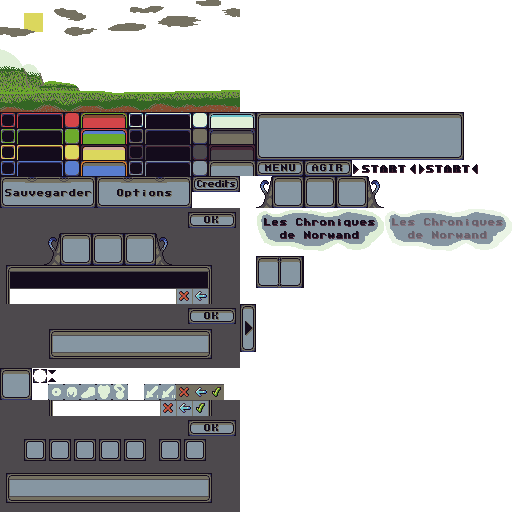 MENU
AGIR
START
START
Sauvegarder
Options
Credits
OK
Les Chroniques
de Norwand
Les Chroniques
de Norwand
OK
OK